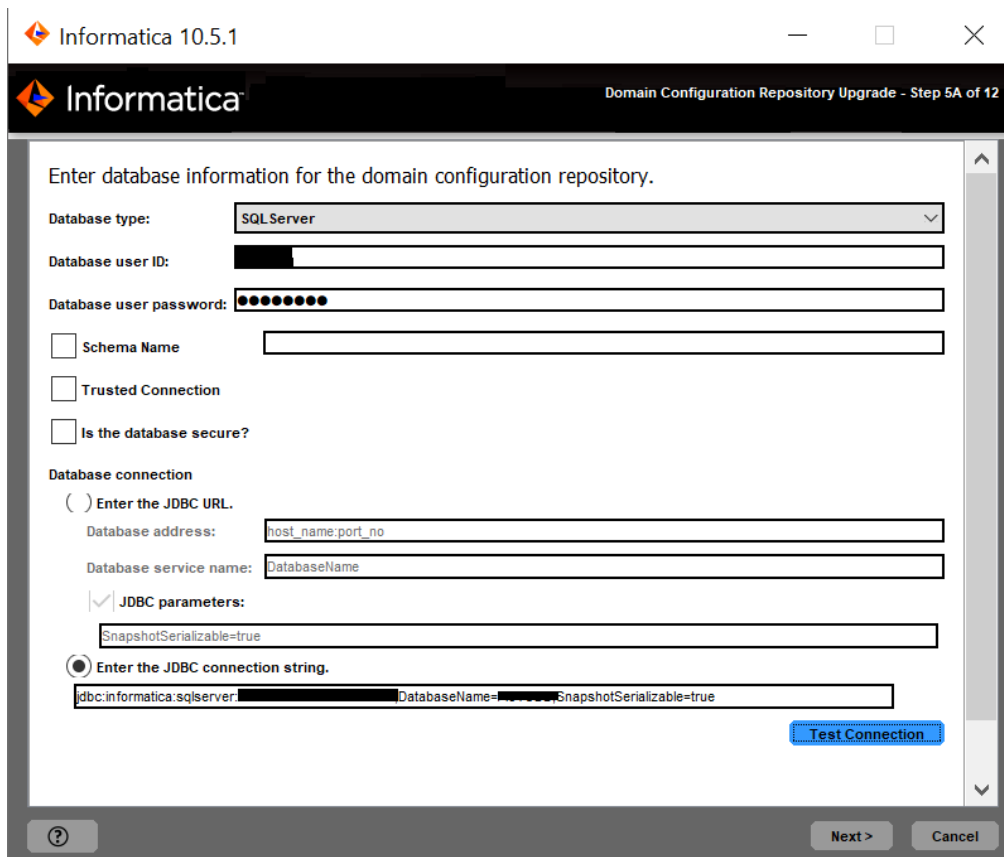 Informatica 10.5.1
Informatica
Domain Configuration Repository Upgrade - Step 5A of 12
Enter database information for the domain configuration repository.
Database type:
SQLServer
Database user ID:
Database user password: ●●●●●●●●
Schema Name
Trusted Connection
Is the database secure?
Database connection
Enter the JDBC URL.
Database address: host_name:port_no
Database service name: DatabaseName
JDBC parameters:
SnapshotSerializable=true
Enter the JDBC connection string.
jdbc:informatica:sqlserver: ;DatabaseName= ;SnapshotSerializable=true
Test Connection
?
Next >
Cancel